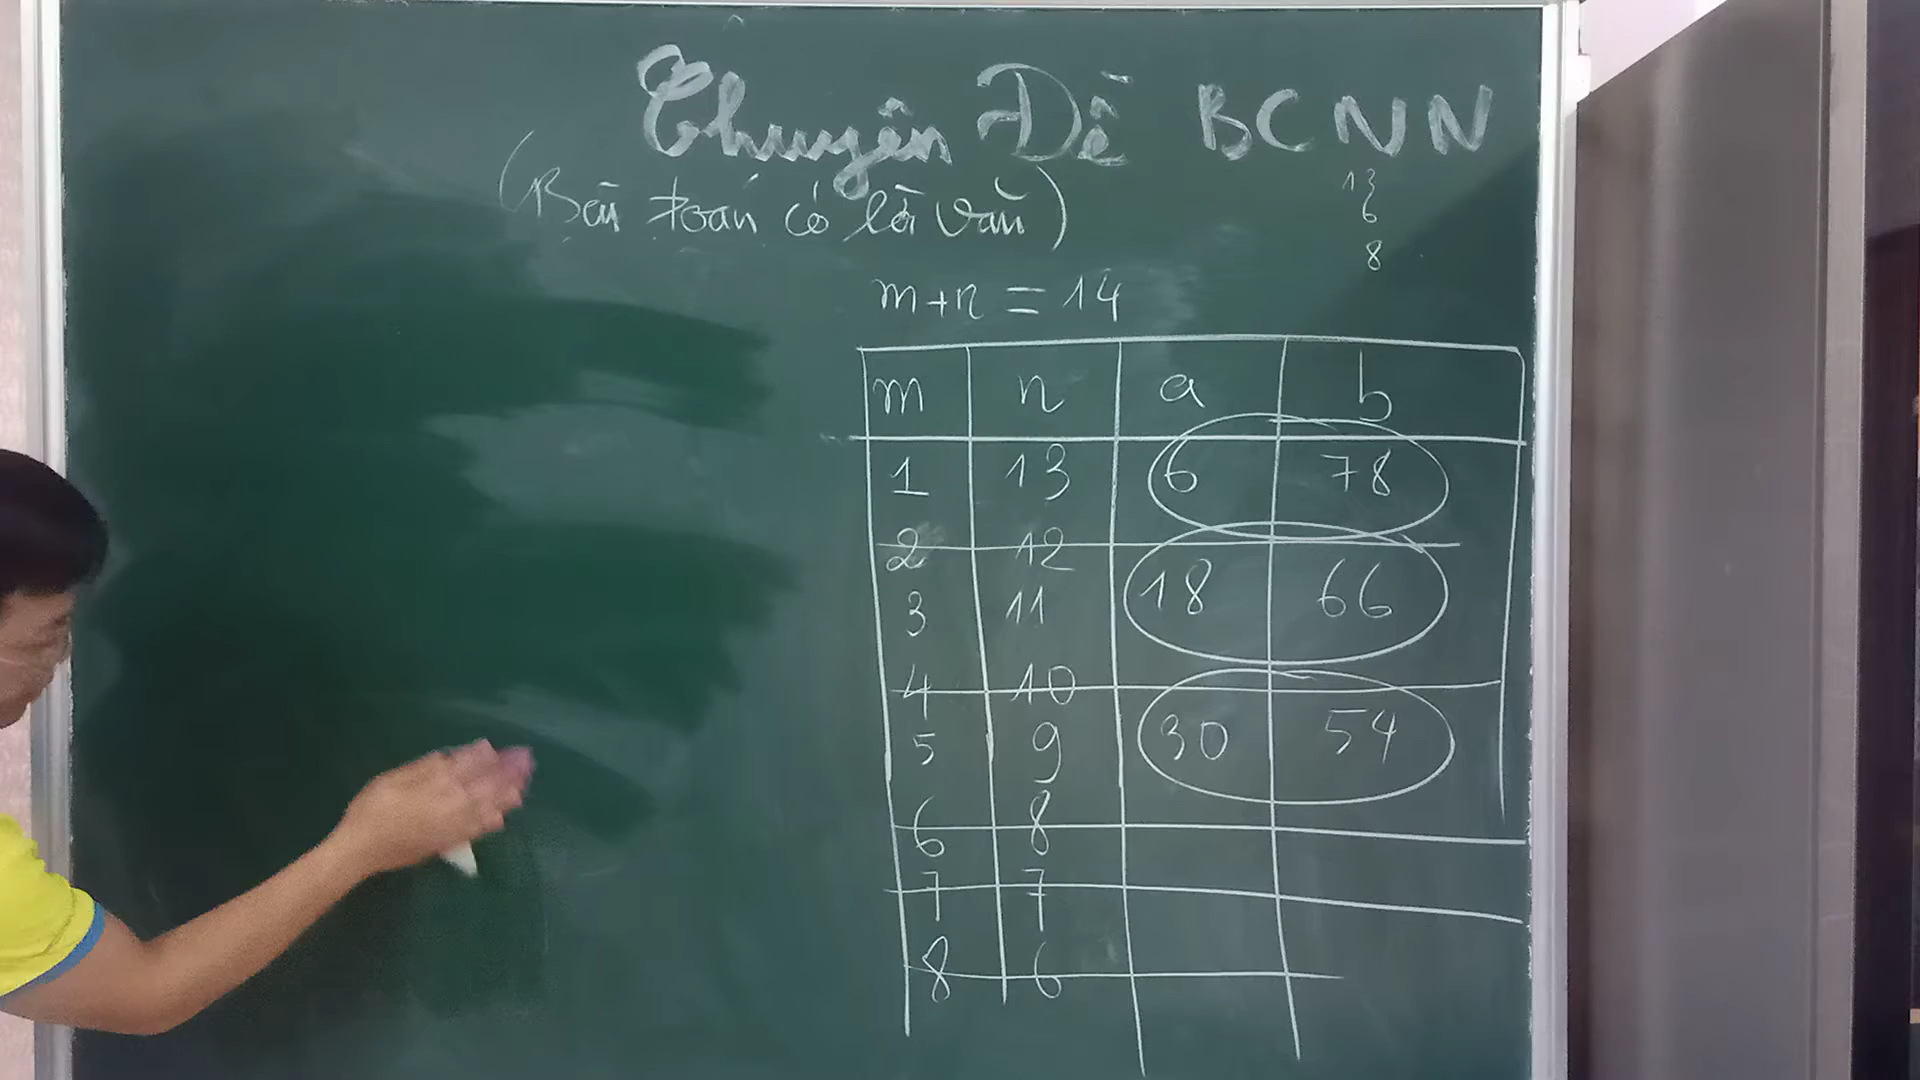 Chuyên Đề BCNN
(Bài toán có lời văn)
13
6
8
m+n = 14
m n a b
1 13 6 78
2 12
3 11 18 66
4 10
5 9 30 54
6 8
7 7
8 6